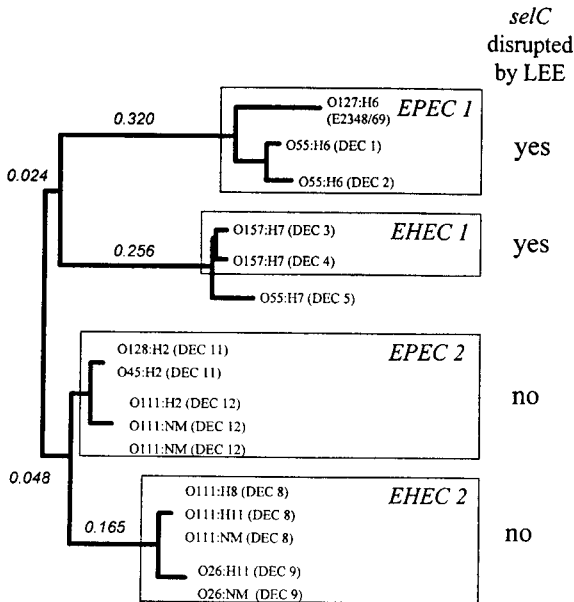 selC
disrupted
by LEE
O127:H6
(E2348/69)
EPEC 1
0.320
O55:H6 (DEC 1)
yes
O55:H6 (DEC 2)
0.024
O157:H7 (DEC 3)
EHEC 1
yes
0.256
O157:H7 (DEC 4)
O55:H7 (DEC 5)
O128:H2 (DEC 11)
EPEC 2
O45:H2 (DEC 11)
O111:H2 (DEC 12)
no
O111:NM (DEC 12)
O111:NM (DEC 12)
0.048
O111:H8 (DEC 8)
EHEC 2
O111:H11 (DEC 8)
0.165
O111:NM (DEC 8)
no
O26:H11 (DEC 9)
O26:NM (DEC 9)